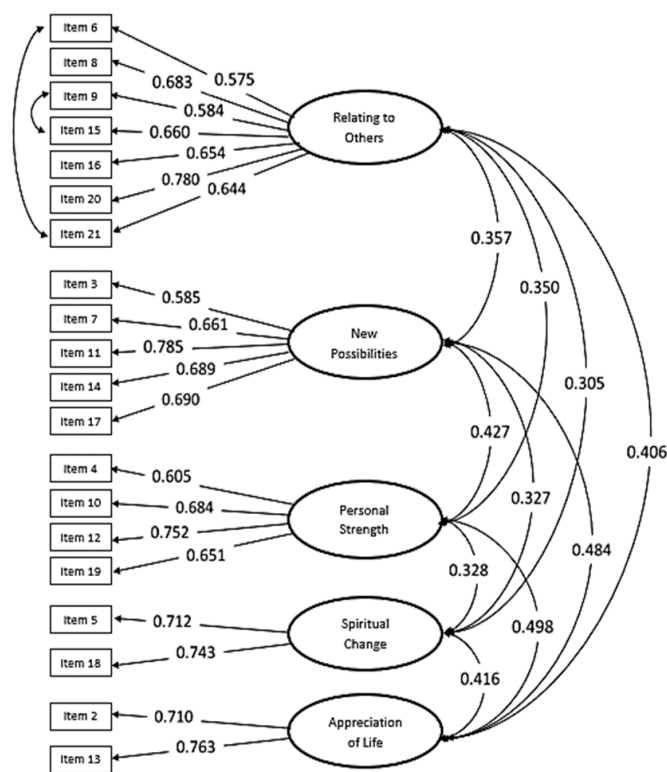 Item 6
Item 8
Item 9
Item 15
Item 16
Item 20
Item 21
0.575
0.683
0.584
0.660
0.654
0.780
0.644
Relating to
Others
Item 3
Item 7
Item 11
Item 14
Item 17
0.585
0.661
0.785
0.689
0.690
New
Possibilities
Item 4
Item 10
Item 12
Item 19
0.605
0.684
0.752
0.651
Personal
Strength
Item 5
Item 18
0.712
0.743
Spiritual
Change
Item 2
Item 13
0.710
0.763
Appreciation
of Life
0.357
0.350
0.305
0.406
0.427
0.327
0.484
0.328
0.498
0.416